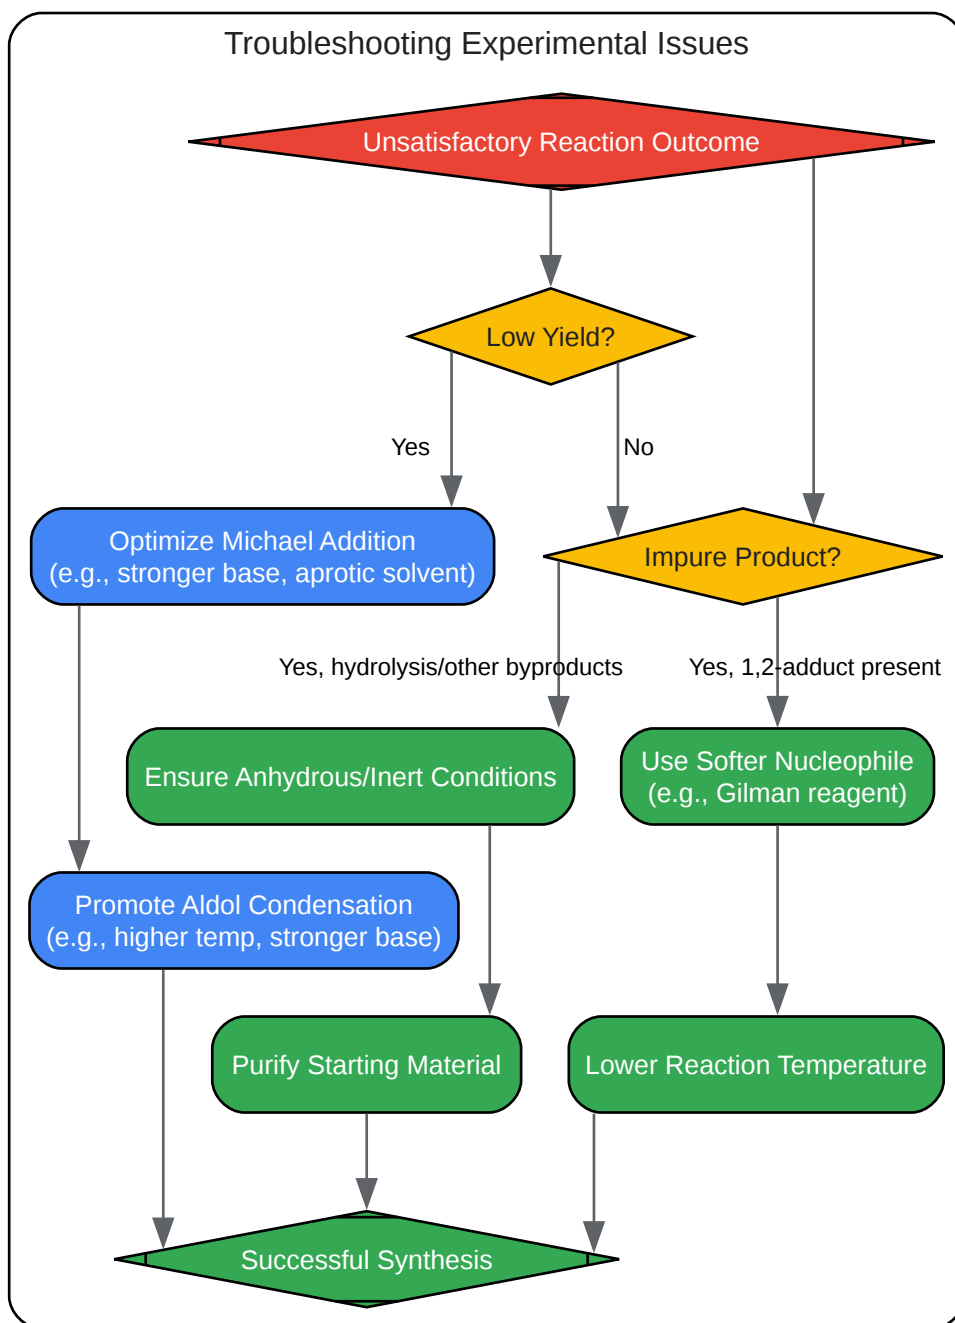 Troubleshooting Experimental Issues
Unsatisfactory Reaction Outcome
Low Yield?
Yes
No
Optimize Michael Addition
(e.g., stronger base, aprotic solvent)
Impure Product?
Yes, hydrolysis/other byproducts
Yes, 1,2-adduct present
Ensure Anhydrous/Inert Conditions
Use Softer Nucleophile
(e.g., Gilman reagent)
Promote Aldol Condensation
(e.g., higher temp, stronger base)
Purify Starting Material
Lower Reaction Temperature
Successful Synthesis